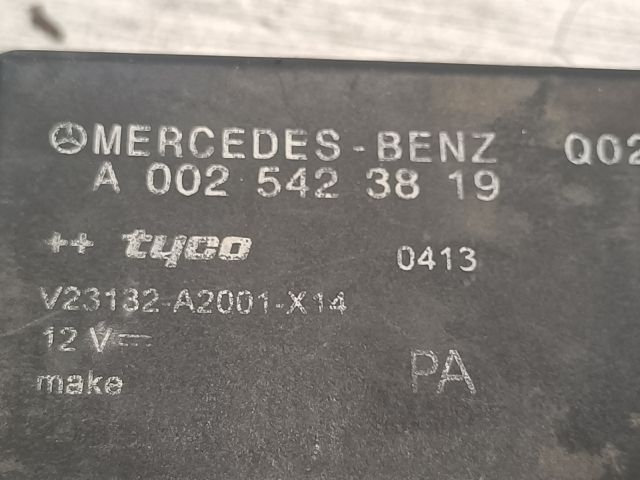 MERCEDES-BENZ Q02
A 002 542 38 19
++ tyco 0413
V23132-A2001-X14
12 V⎓
make PA